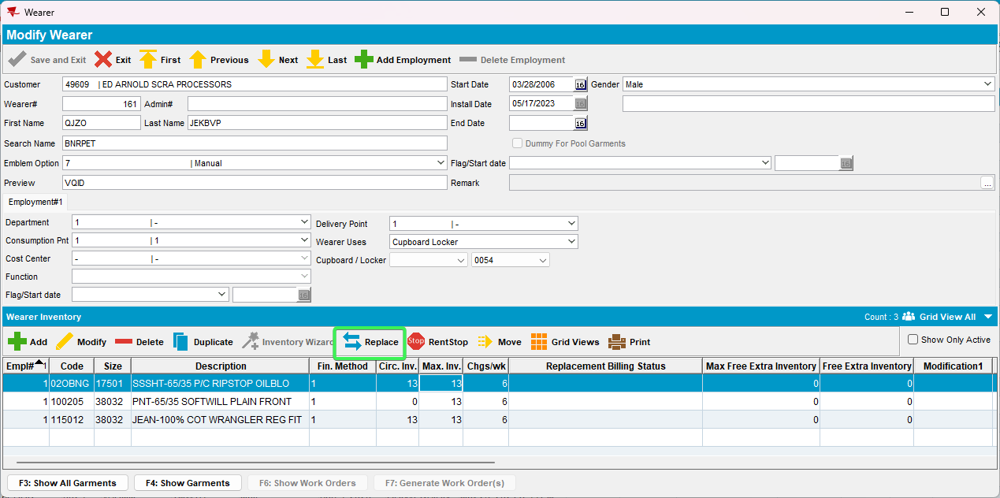 Wearer
Modify Wearer
Save and Exit Exit First Previous Next Last Add Employment Delete Employment
Customer 49609 | ED ARNOLD SCRA PROCESSORS Start Date 03/28/2006 16 Gender Male
Wearer# 161 Admin# Install Date 05/17/2023 16
First Name QJZO Last Name JEKBVP End Date 16
Search Name BNRPET Dummy For Pool Garments
Emblem Option 7 | Manual Flag/Start date 16
Preview VQID Remark ...
Employment#1
Department 1 | - Delivery Point 1 | -
Consumption Pnt 1 | 1 Wearer Uses Cupboard Locker
Cost Center - | - Cupboard / Locker 0054
Function
Flag/Start date 16
Wearer Inventory Count : 3 Grid View All
Add Modify Delete Duplicate Inventory Wizard Replace Stop RentStop Move Grid Views Print Show Only Active
Empl# 1 Code Size Description Fin. Method Circ. Inv. Max. Inv. Chgs/wk Replacement Billing Status Max Free Extra Inventory Free Extra Inventory Modification1
1 02OBNG 17501 SSSHT-65/35 P/C RIPSTOP OILBLO 1 13 13 6 0 0
1 100205 38032 PNT-65/35 SOFTWILL PLAIN FRONT 1 0 13 6 0 0
1 115012 38032 JEAN-100% COT WRANGLER REG FIT 1 13 13 6 0 0
F3: Show All Garments F4: Show Garments F6: Show Work Orders F7: Generate Work Order(s)